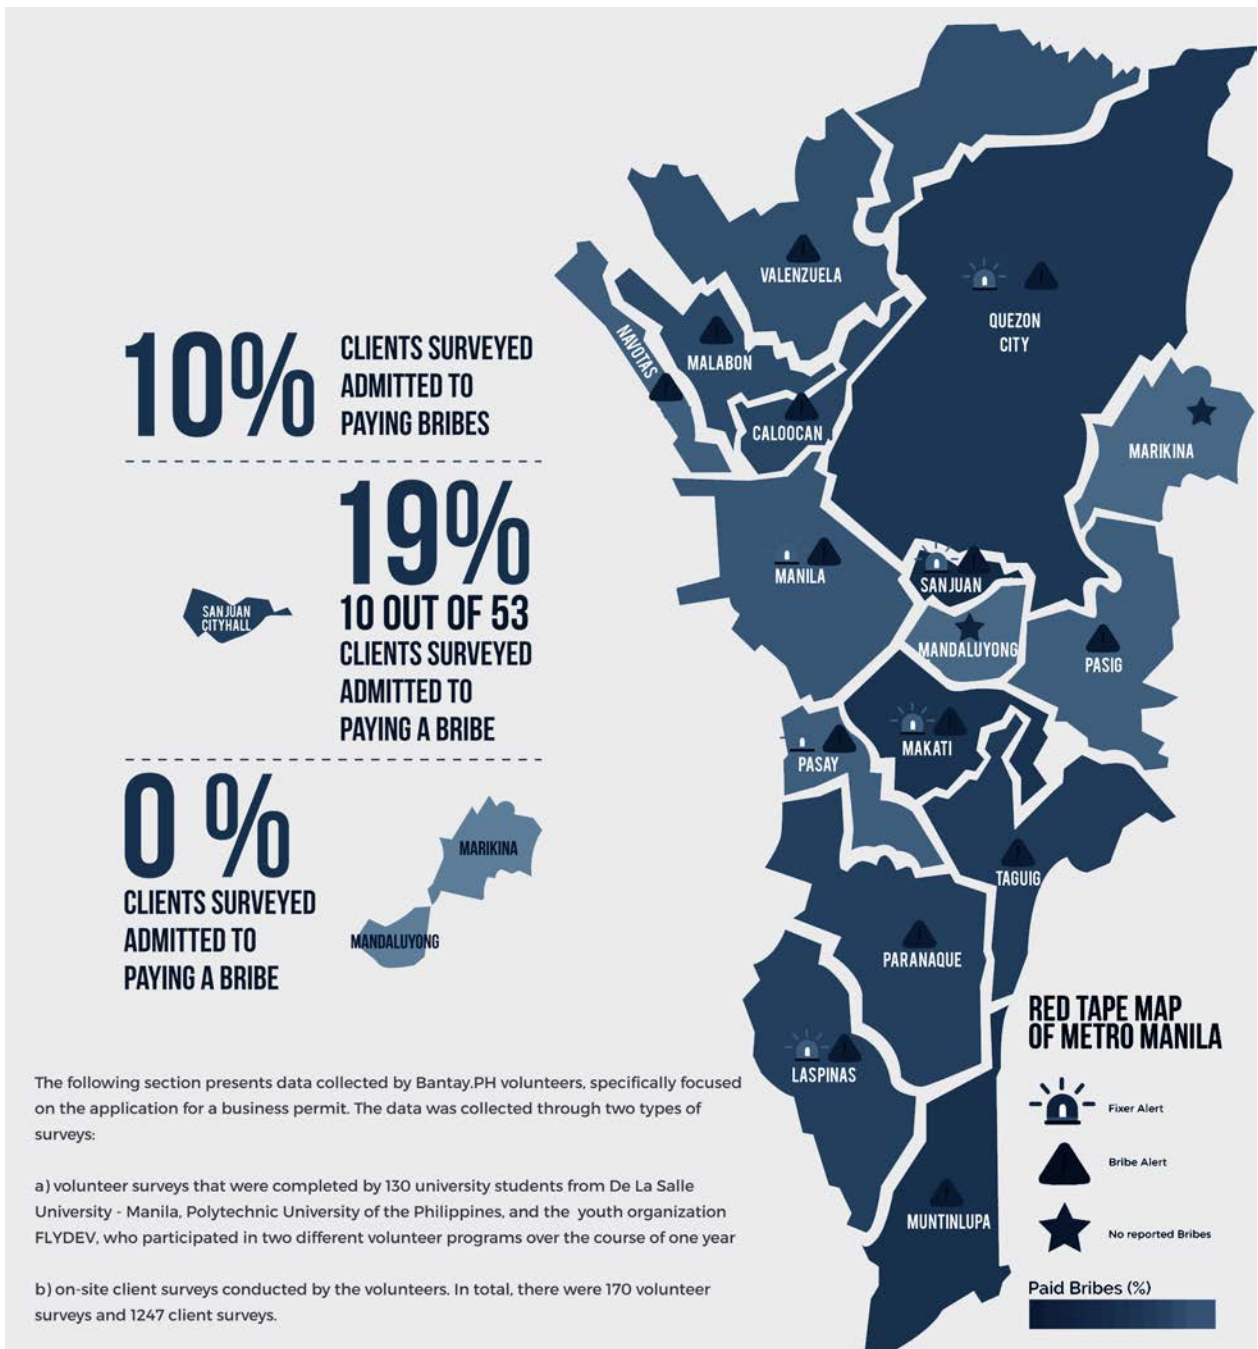 10%
CLIENTS SURVEYED
ADMITTED TO
PAYING BRIBES
19%
10 OUT OF 53
CLIENTS SURVEYED
ADMITTED TO
PAYING A BRIBE
SAN JUAN
CITYHALL
0 %
CLIENTS SURVEYED
ADMITTED TO
PAYING A BRIBE
MARIKINA
MANDALUYONG
The following section presents data collected by Bantay.PH volunteers, specifically focused
on the application for a business permit. The data was collected through two types of
surveys:
a) volunteer surveys that were completed by 130 university students from De La Salle
University - Manila, Polytechnic University of the Philippines, and the youth organization
FLYDEV, who participated in two different volunteer programs over the course of one year
b) on-site client surveys conducted by the volunteers. In total, there were 170 volunteer
surveys and 1247 client surveys.
VALENZUELA
QUEZON
CITY
NAVOTAS
MALABON
CALOOCAN
MARIKINA
MANILA
SAN JUAN
MANDALUYONG
PASIG
MAKATI
PASAY
TAGUIG
PARANAQUE
LASPINAS
MUNTINLUPA
RED TAPE MAP
OF METRO MANILA
Fixer Alert
Bribe Alert
No reported Bribes
Paid Bribes (%)